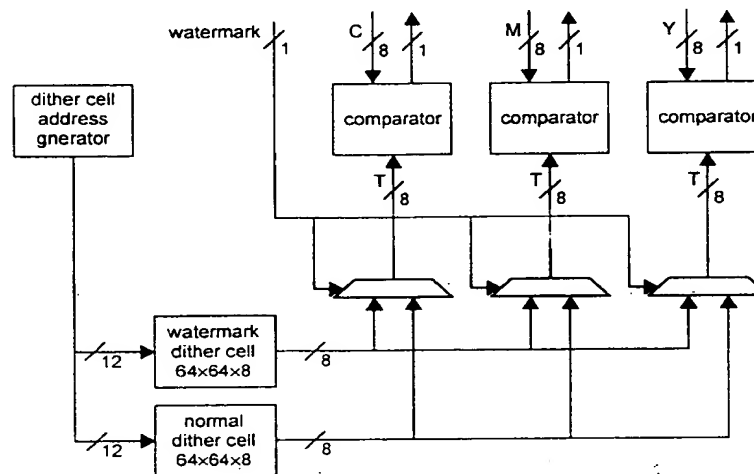 watermark
1
C
8
1
M
8
1
Y
8
1
dither cell
address
gnerator
comparator
comparator
comparator
T
8
T
8
T
8
12
watermark
dither cell
64×64×8
8
12
normal
dither cell
64×64×8
8